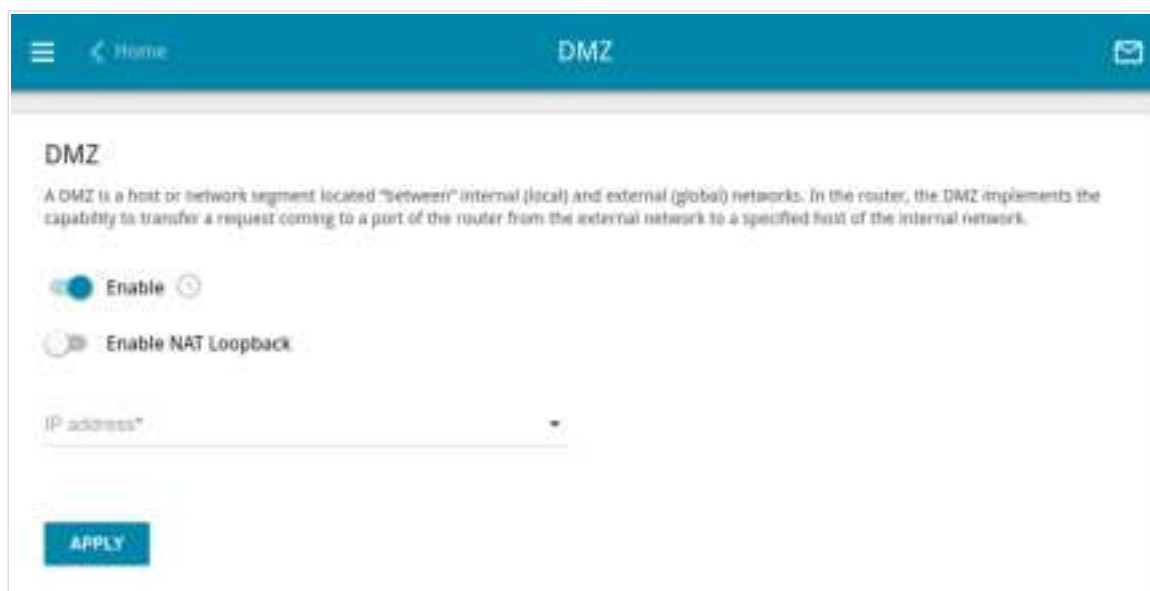 Home
DMZ
DMZ
A DMZ is a host or network segment located "between" internal (local) and external (global) networks. In the router, the DMZ implements the
capability to transfer a request coming to a port of the router from the external network to a specified host of the internal network.
Enable
Enable NAT Loopback
IP address*
APPLY